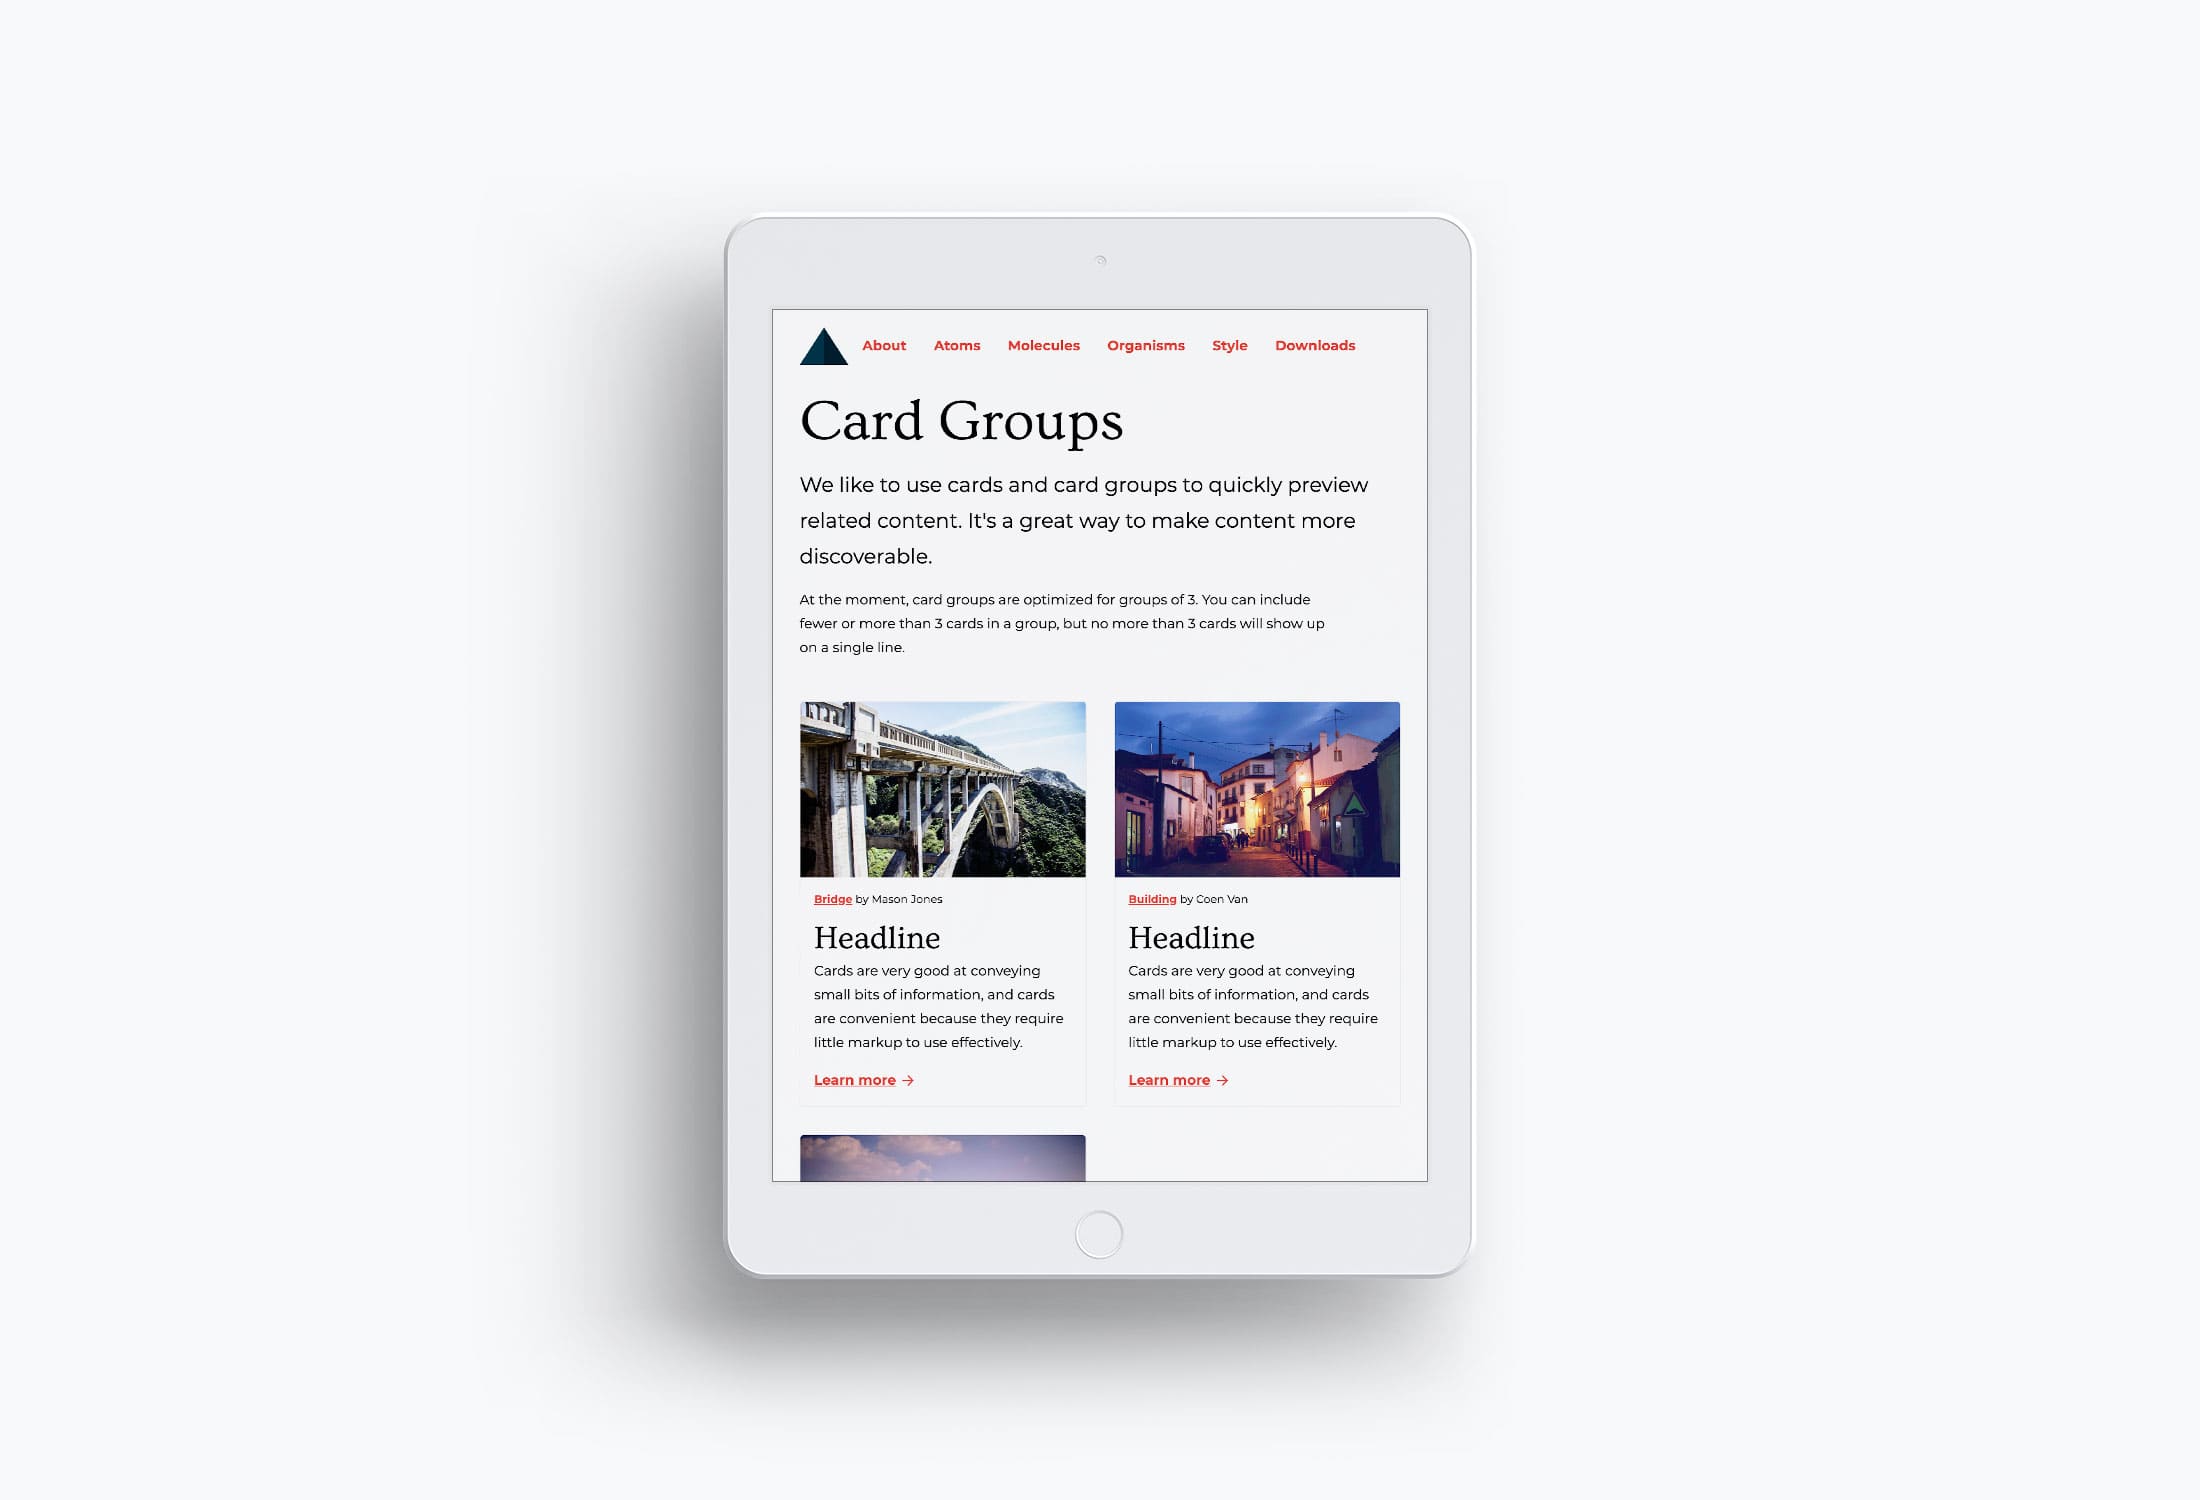 About Atoms Molecules Organisms Style Downloads
Card Groups
We like to use cards and card groups to quickly preview
related content. It's a great way to make content more
discoverable.
At the moment, card groups are optimized for groups of 3. You can include
fewer or more than 3 cards in a group, but no more than 3 cards will show up
on a single line.
Bridge by Mason Jones
Headline
Cards are very good at conveying
small bits of information, and cards
are convenient because they require
little markup to use effectively.
Learn more →
Building by Coen Van
Headline
Cards are very good at conveying
small bits of information, and cards
are convenient because they require
little markup to use effectively.
Learn more →